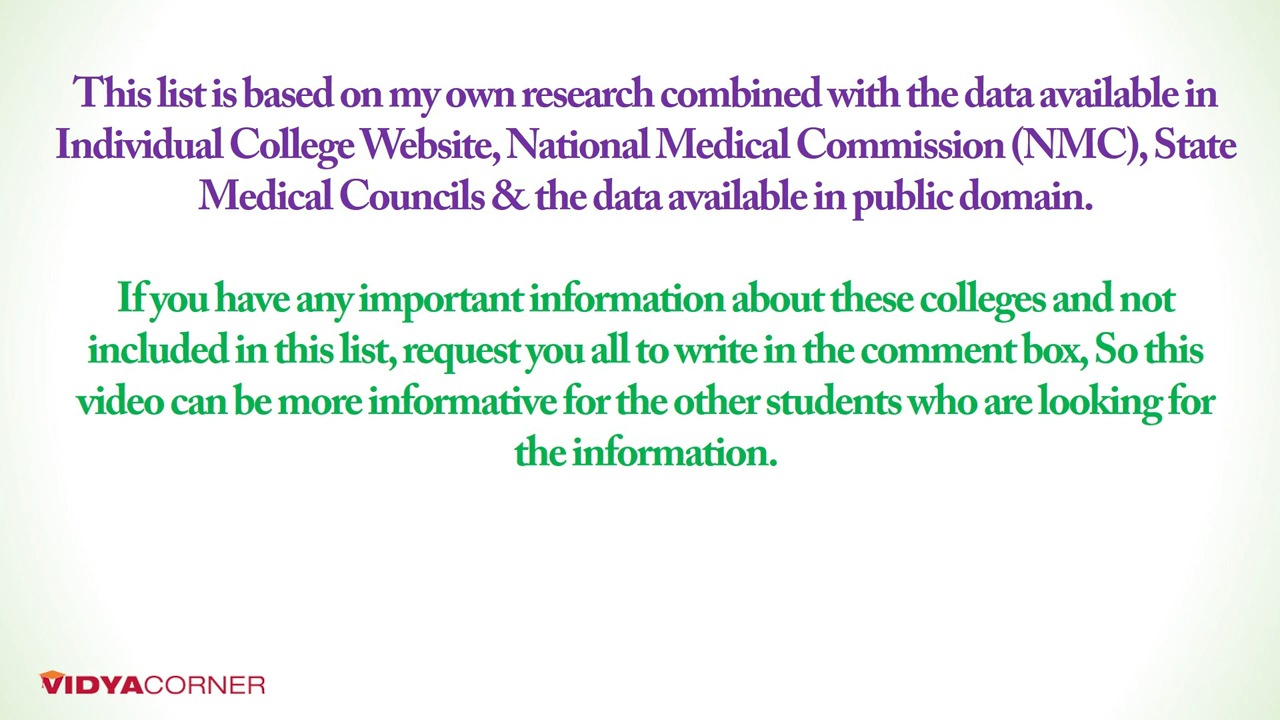 This list is based on my own research combined with the data available in
Individual College Website, National Medical Commission (NMC), State
Medical Councils & the data available in public domain.
If you have any important information about these colleges and not
included in this list, request you all to write in the comment box, So this
video can be more informative for the other students who are looking for
the information.
VIDYACORNER